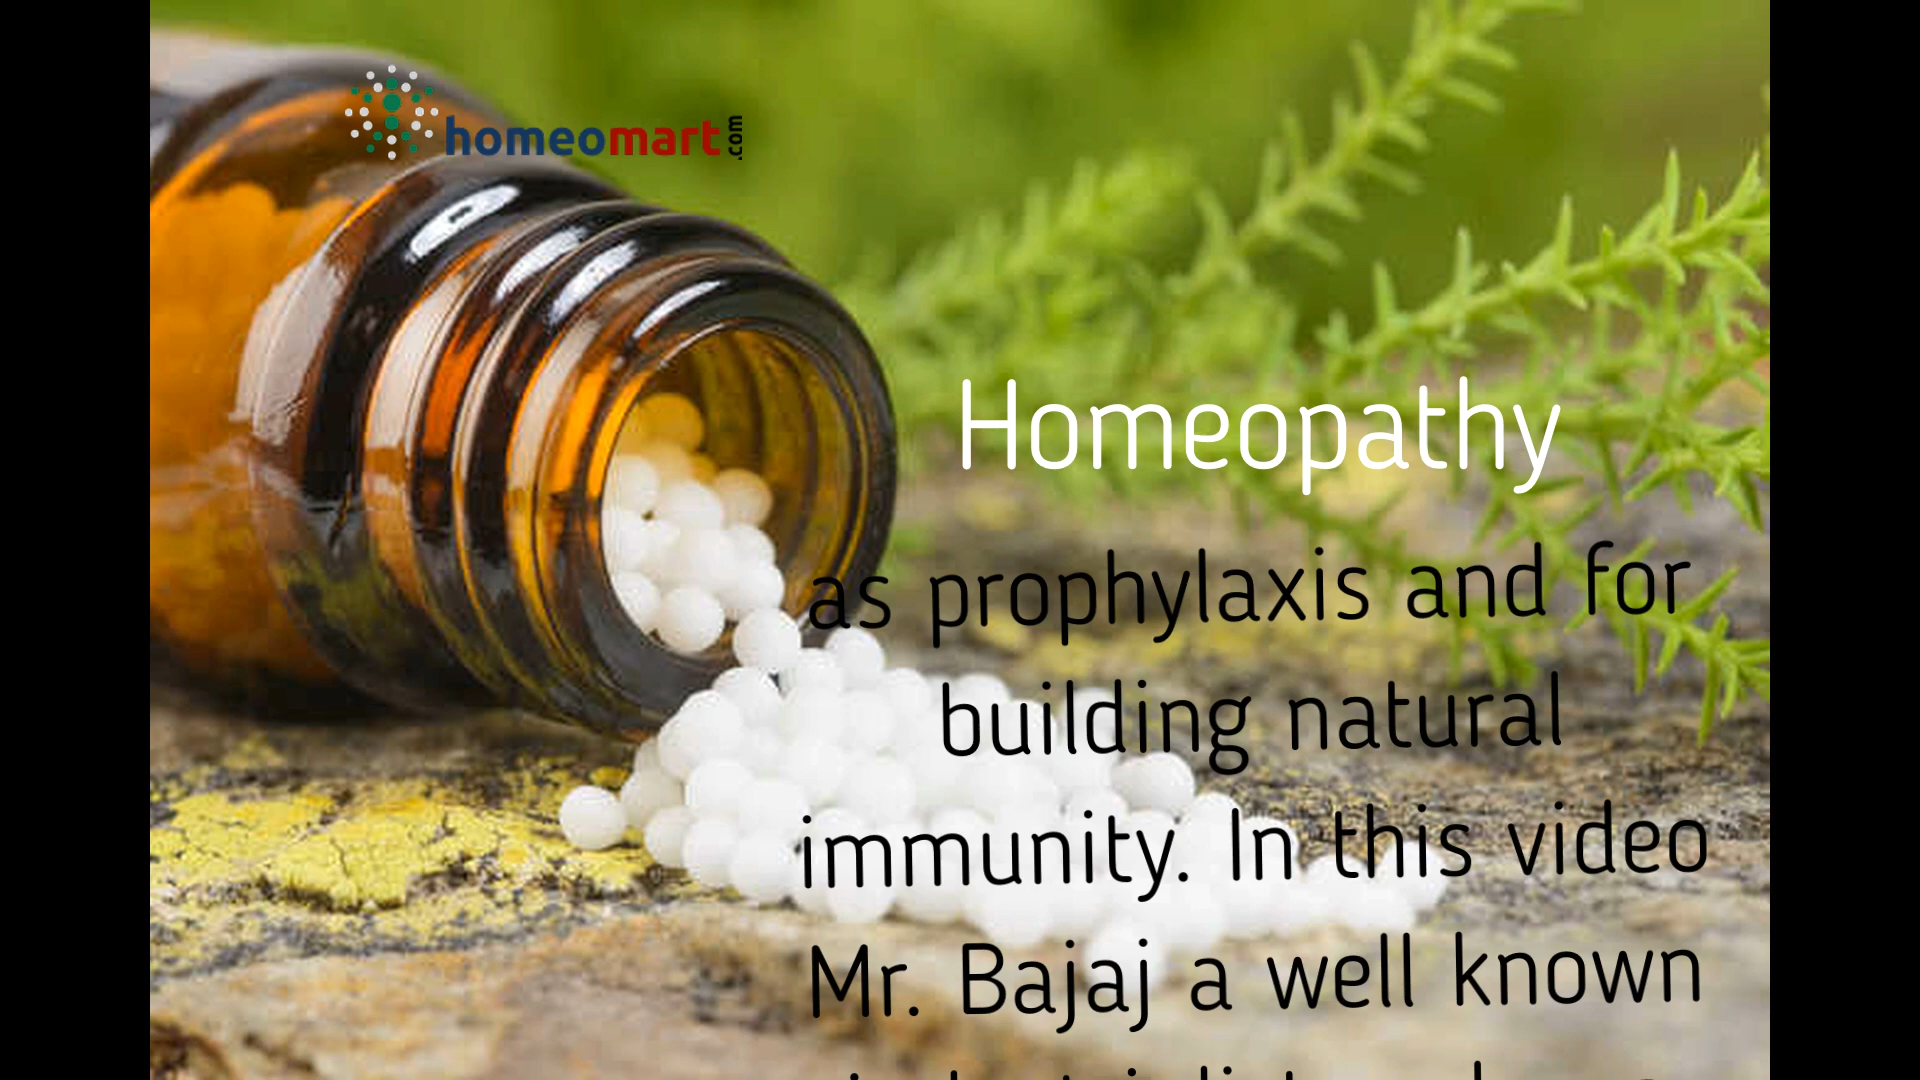 homeomart.com
Homeopathy
as prophylaxis and for
building natural
immunity. In this video
Mr. Bajaj a well known